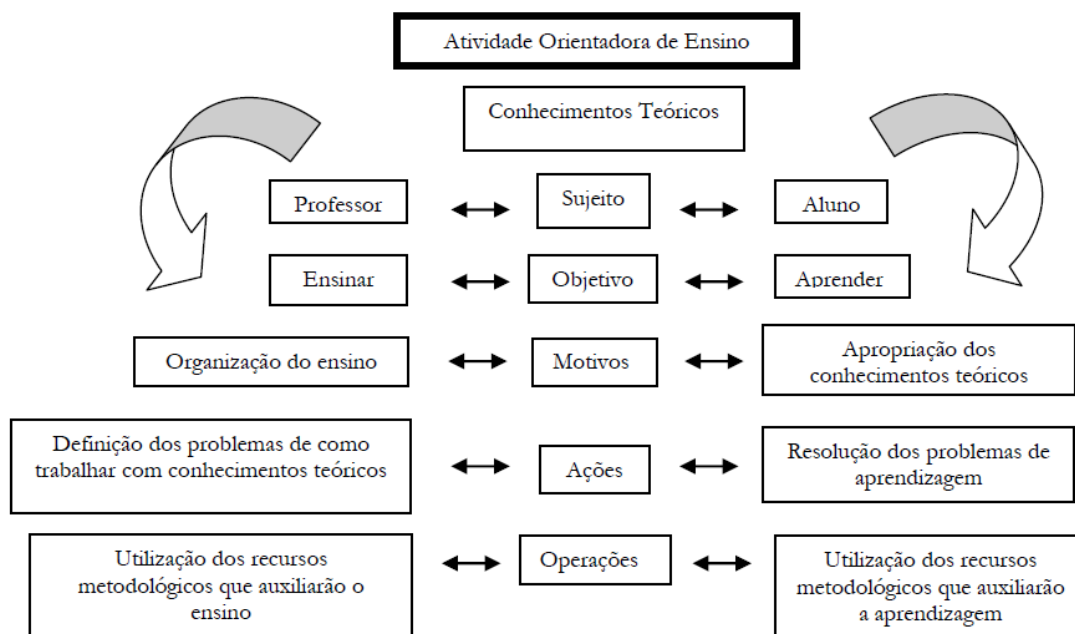 Atividade Orientadora de Ensino
Conhecimentos Teóricos
Professor
Sujeito
Aluno
Ensinar
Objetivo
Aprender
Organização do ensino
Motivos
Apropriação dos
conhecimentos teóricos
Definição dos problemas de como
trabalhar com conhecimentos teóricos
Ações
Resolução dos problemas de
aprendizagem
Utilização dos recursos
metodológicos que auxiliarão o
ensino
Operações
Utilização dos recursos
metodológicos que auxiliarão
a aprendizagem